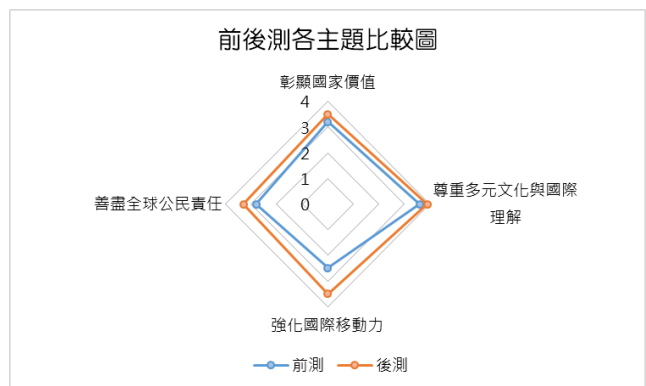 前後測各主題比較圖
彰顯國家價值
4
3
2
1
0
善盡全球公民責任
尊重多元文化與國際
理解
強化國際移動力
前測
後測